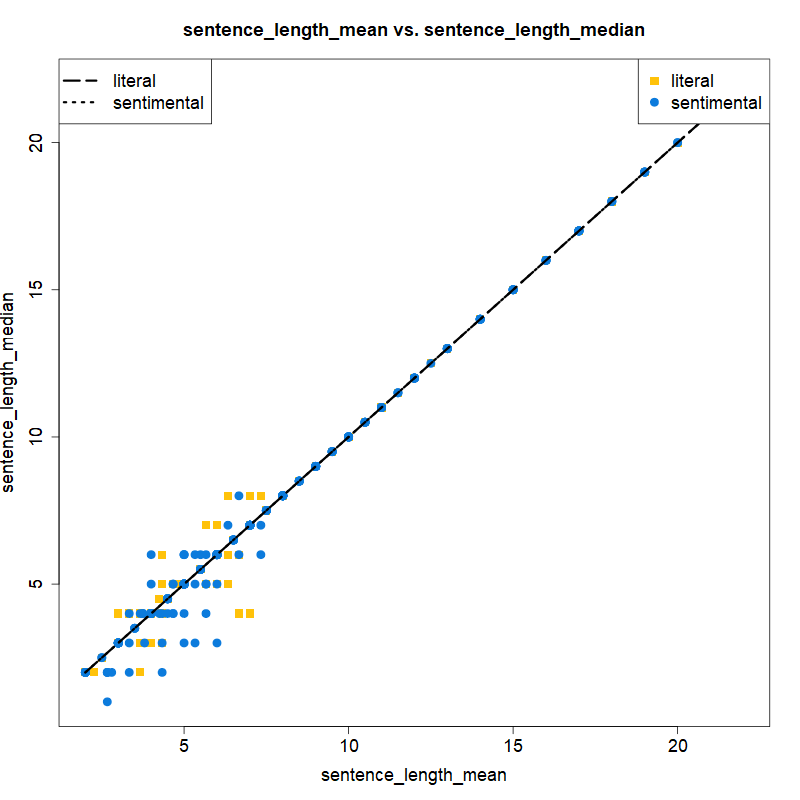 sentence_length_mean vs. sentence_length_median
literal
sentimental
literal
sentimental
sentence_length_median
20
15
10
5
5 10 15 20
sentence_length_mean